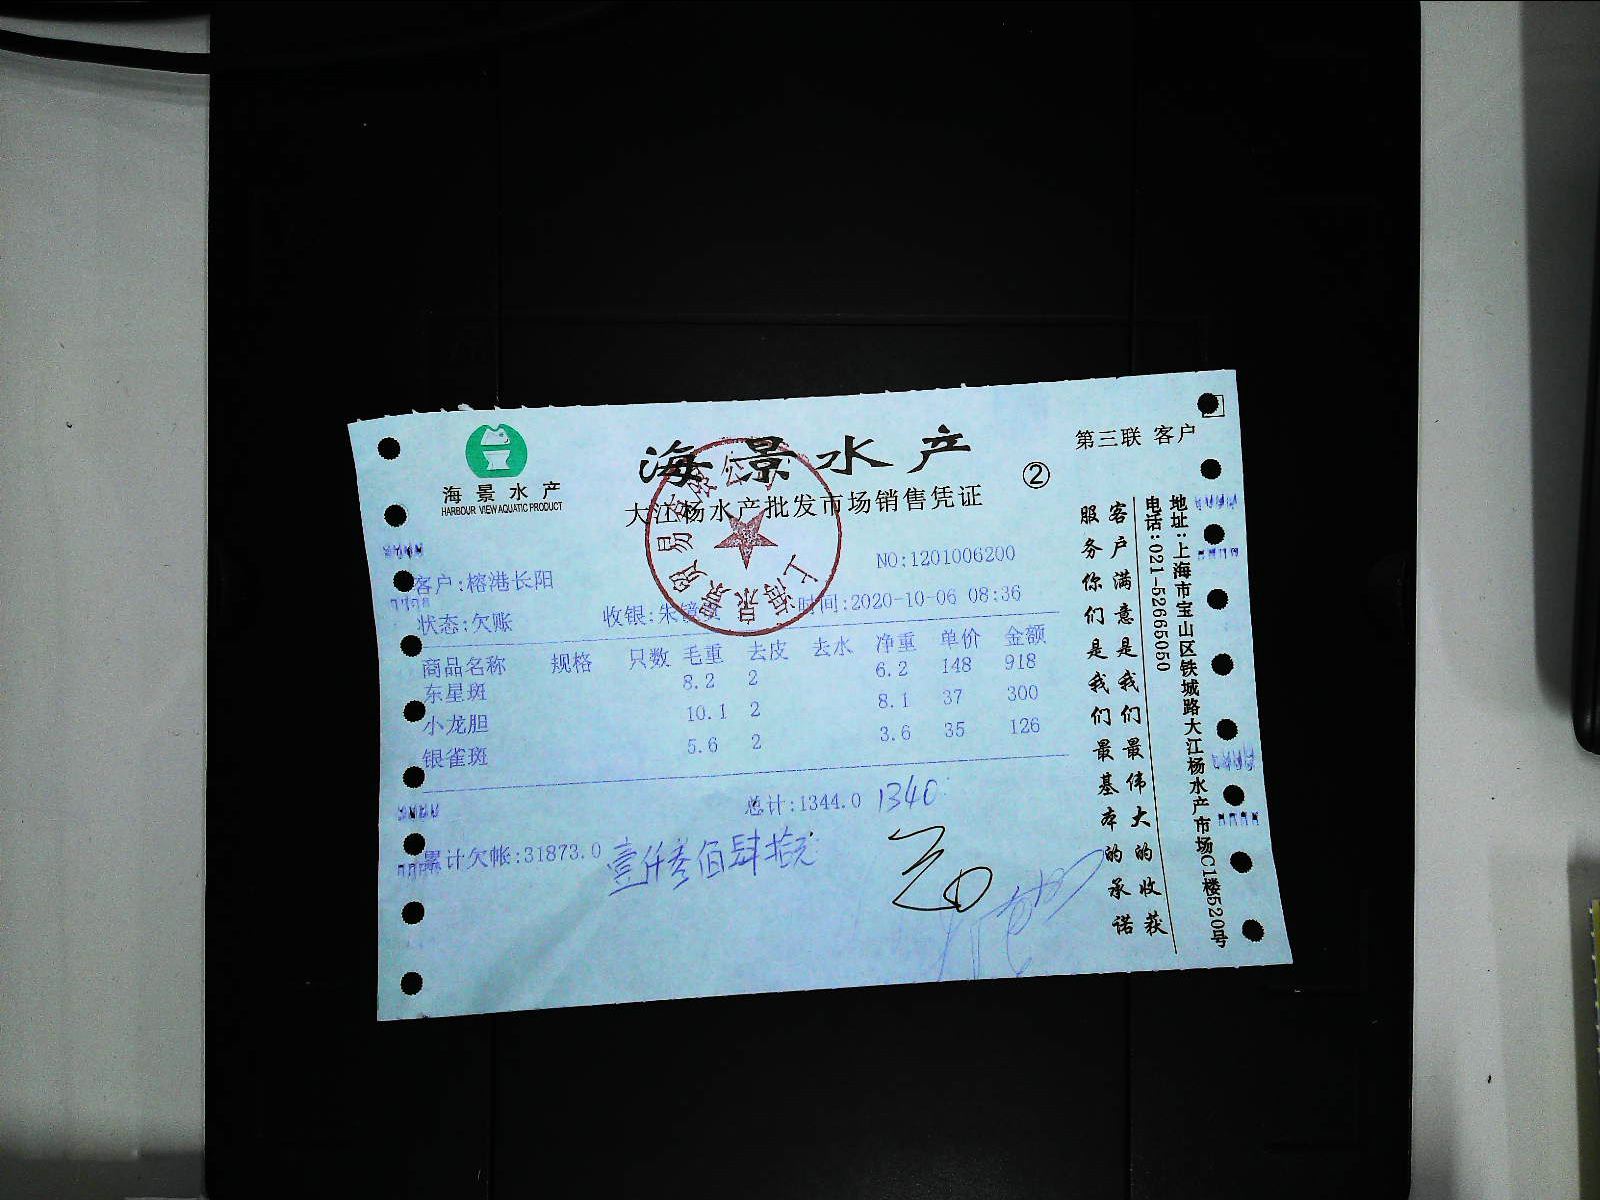 海景水产
HARBOUR VIEW AQUATIC PRODUCT
海景水产
大江杨水产批发市场销售凭证
②
第三联 客户
NO:1201006200
客户:榕港长阳
状态:欠账 收银:朱 时间:2020-10-06 08:36
商品名称 规格 只数 毛重 去皮 去水 净重 单价 金额
东星斑 8.2 2 6.2 148 918
小龙胆 10.1 2 8.1 37 300
银雀斑 5.6 2 3.6 35 126
总计:1344.0 1340
累计欠帐:31873.0 壹仟叁佰肆拾元
客户满意是我们最伟大的收获
服务你们是我们最基本的承诺
地址:上海市宝山区铁城路大江杨水产市场C1楼520号
电话:021-52665050